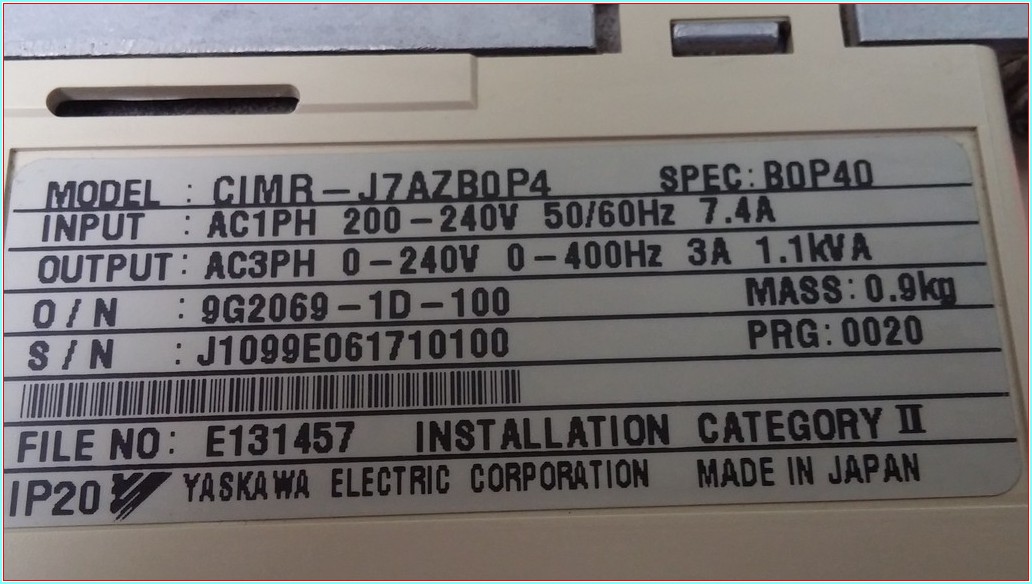 MODEL : CIMR-J7AZB0P4 SPEC: B0P40
INPUT : AC1PH 200-240V 50/60Hz 7.4A
OUTPUT : AC3PH 0-240V 0-400Hz 3A 1.1kVA
O/N : 9G2069-1D-100 MASS: 0.9kg
S/N : J1099E061710100 PRG: 0020
FILE NO: E131457 INSTALLATION CATEGORY II
IP20 YASKAWA ELECTRIC CORPORATION MADE IN JAPAN